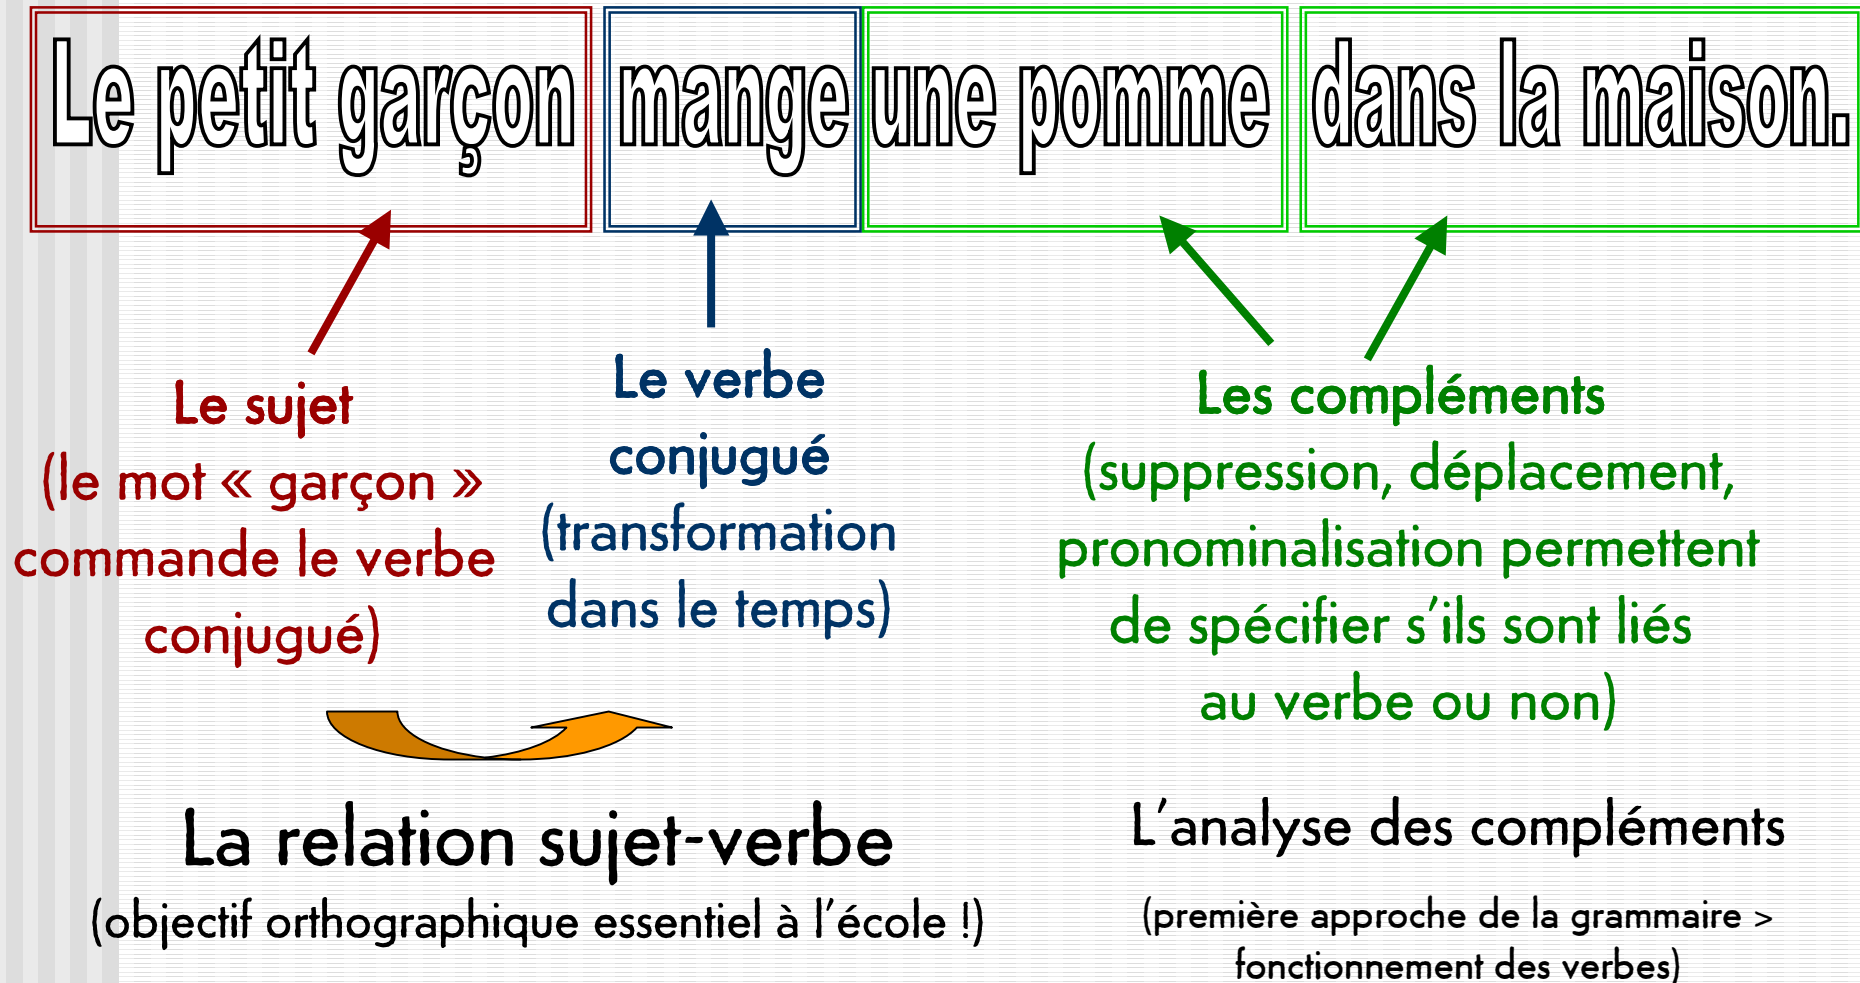 Le petit garçon mange une pomme dans la maison.
Le sujet
(le mot « garçon »
commande le verbe
conjugué)
Le verbe
conjugué
(transformation
dans le temps)
Les compléments
(suppression, déplacement,
pronominalisation permettent
de spécifier s'ils sont liés
au verbe ou non)
La relation sujet-verbe
(objectif orthographique essentiel à l'école !)
L'analyse des compléments
(première approche de la grammaire >
fonctionnement des verbes)